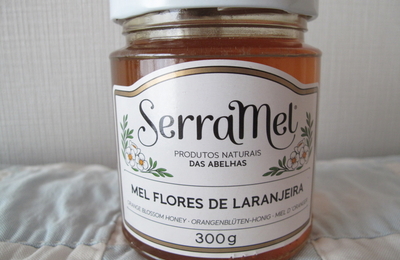 SerraMel®
PRODUTOS NATURAIS
DAS ABELHAS
MEL FLORES DE LARANJEIRA
ORANGE BLOSSOM HONEY · ORANGENBLÜTEN-HONIG · MIEL D'ORANGER
300g